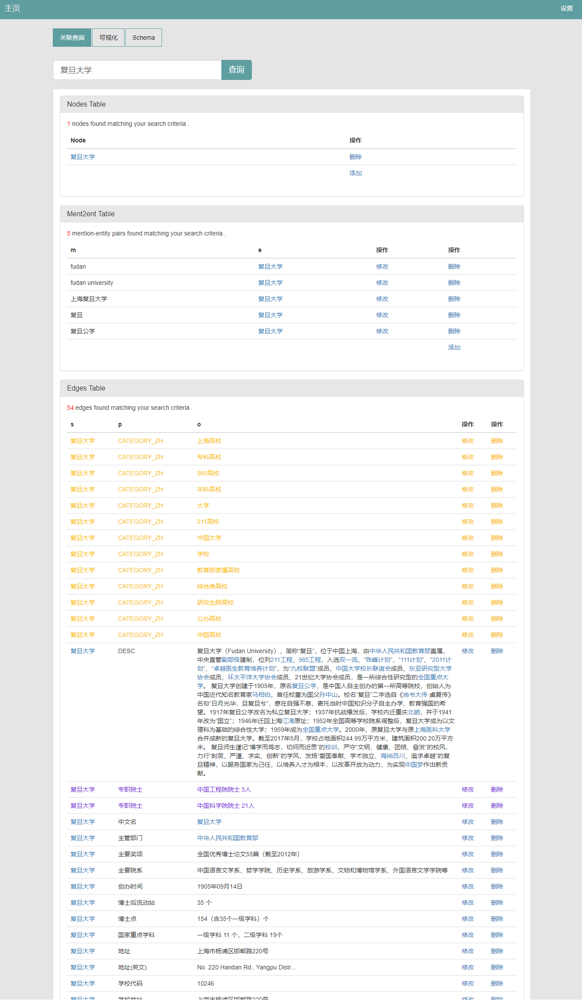 主页 设置
关联查询 可视化 Schema
复旦大学 查询
Nodes Table
1 nodes found matching your search criteria .
Node 操作
复旦大学 删除
添加
Ment2ent Table
5 mention-entity pairs found matching your search criteria .
m e 操作 操作
fudan 复旦大学 修改 删除
fudan university 复旦大学 修改 删除
上海复旦大学 复旦大学 修改 删除
复旦 复旦大学 修改 删除
复旦公学 复旦大学 修改 删除
添加
Edges Table
54 edges found matching your search criteria .
s p o 操作 操作
复旦大学 CATEGORY_ZH 上海高校 修改 删除
复旦大学 CATEGORY_ZH 专科高校 修改 删除
复旦大学 CATEGORY_ZH 985高校 修改 删除
复旦大学 CATEGORY_ZH 本科高校 修改 删除
复旦大学 CATEGORY_ZH 大学 修改 删除
复旦大学 CATEGORY_ZH 211高校 修改 删除
复旦大学 CATEGORY_ZH 中国大学 修改 删除
复旦大学 CATEGORY_ZH 学校 修改 删除
复旦大学 CATEGORY_ZH 教育部隶属高校 修改 删除
复旦大学 CATEGORY_ZH 综合类高校 修改 删除
复旦大学 CATEGORY_ZH 研究生院高校 修改 删除
复旦大学 CATEGORY_ZH 公办高校 修改 删除
复旦大学 CATEGORY_ZH 中国高校 修改 删除
复旦大学 DESC 复旦大学（Fudan University），简称“复旦”，位于中国上海，由中华人民共和国教育部直属， 修改 删除
中央直管副部级建制，位列211工程、985工程，入选双一流、“珠峰计划”、“111计划”、“2011计
划”、“卓越医生教育培养计划”，为“九校联盟”成员、中国大学校长联谊会成员、东亚研究型大学
协会成员、环太平洋大学协会成员、21世纪大学协会成员，是一所综合性研究型的全国重点大
学。 复旦大学创建于1905年，原名复旦公学，是中国人自主创办的第一所高等院校，创始人为
中国近代知名教育家马相伯，首任校董为国父孙中山。校名“复旦”二字选自《尚书大传·虞夏传》
名句“日月光华，旦复旦兮”，意在自强不息，寄托当时中国知识分子自主办学、教育强国的希
望。1917年复旦公学改名为私立复旦大学；1937年抗战爆发后，学校内迁重庆北碚，并于1941
年改为“国立”；1946年迁回上海江湾原址；1952年全国高等学校院系调整后，复旦大学成为以文
理科为基础的综合性大学；1959年成为全国重点大学。2000年，原复旦大学与原上海医科大学
合并成新的复旦大学。截至2017年5月，学校占地面积244.99万平方米，建筑面积200.20万平方
米。 复旦师生谨记“博学而笃志，切问而近思”的校训，严守“文明、健康、团结、奋发”的校风，
力行“刻苦、严谨、求实、创新”的学风，发扬“爱国奉献、学术独立、海纳百川、追求卓越”的复
旦精神，以服务国家为己任，以培养人才为根本，以改革开放为动力，为实现中国梦作出新贡
献。
复旦大学 专职院士 中国工程院院士 5人 修改 删除
复旦大学 专职院士 中国科学院院士 21人 修改 删除
复旦大学 中文名 复旦大学 修改 删除
复旦大学 主管部门 中华人民共和国教育部 修改 删除
复旦大学 主要奖项 全国优秀博士论文55篇（截至2012年） 修改 删除
复旦大学 主要院系 中国语言文学系、哲学学院、历史学系、旅游学系、文物和博物馆学系、外国语言文学学院等 修改 删除
复旦大学 创办时间 1905年09月14日 修改 删除
复旦大学 博士后流动站 35 个 修改 删除
复旦大学 博士点 154（含35个一级学科）个 修改 删除
复旦大学 国家重点学科 一级学科 11 个，二级学科 19个 修改 删除
复旦大学 地址 上海市杨浦区邯郸路220号 修改 删除
复旦大学 地址(英文) No. 220 Handan Rd., Yangpu Distr... 修改 删除
复旦大学 学校代码 10246 修改 删除
复旦大学 学校地址 上海市杨浦区邯郸路220号 修改 删除